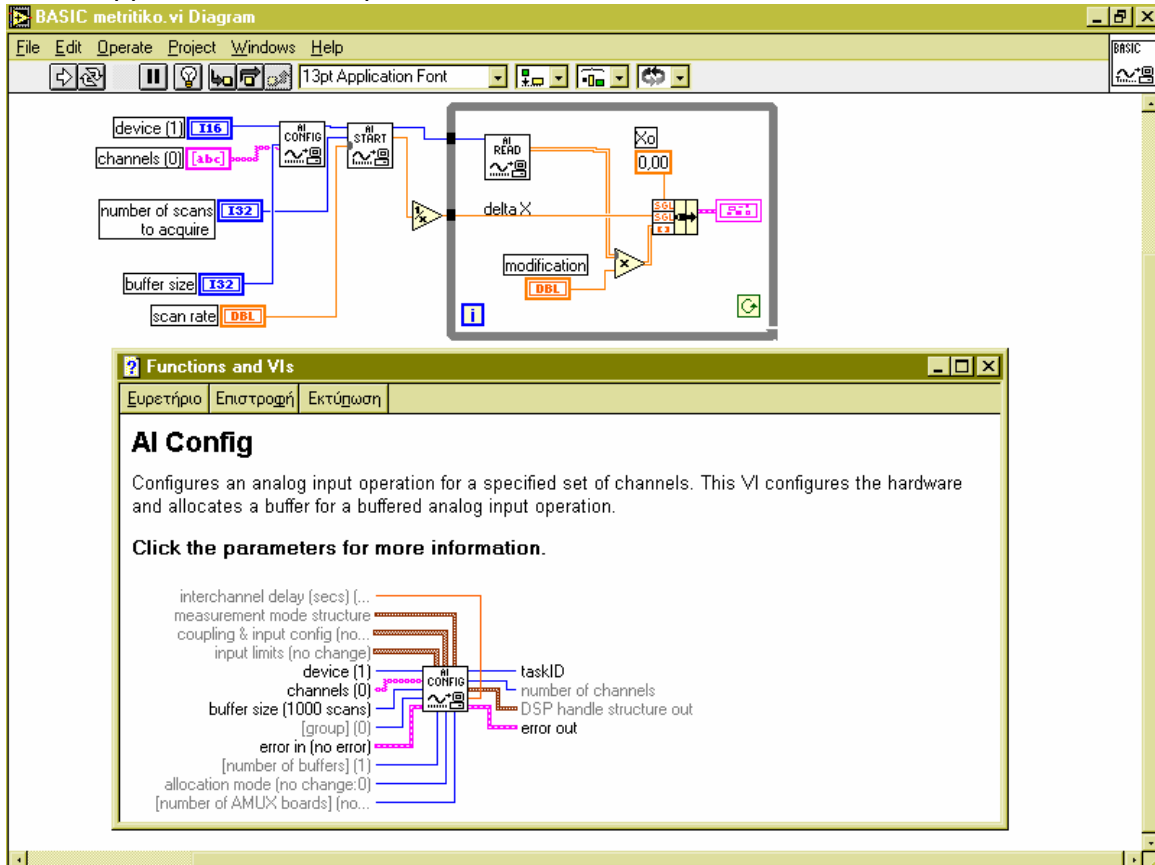 BASIC metritiko.vi Diagram
File Edit Operate Project Windows Help
BASIC
13pt Application Font
device (1) I16
channels (0) [abc]
number of scans I32
to acquire
buffer size I32
scan rate DBL
AI
CONFIG
AI
START
1/x
AI
READ
Xo
0,00
delta X
SGL
SGL
modification
DBL
x
i
Functions and VIs
Ευρετήριο Επιστροφή Εκτύπωση
AI Config
Configures an analog input operation for a specified set of channels. This VI configures the hardware
and allocates a buffer for a buffered analog input operation.
Click the parameters for more information.
interchannel delay (secs) (...
measurement mode structure
coupling & input config (no...
input limits (no change)
device (1)
channels (0)
buffer size (1000 scans)
[group] (0)
error in (no error)
[number of buffers] (1)
allocation mode (no change:0)
[number of AMUX boards] (no...
AI
CONFIG
taskID
number of channels
DSP handle structure out
error out